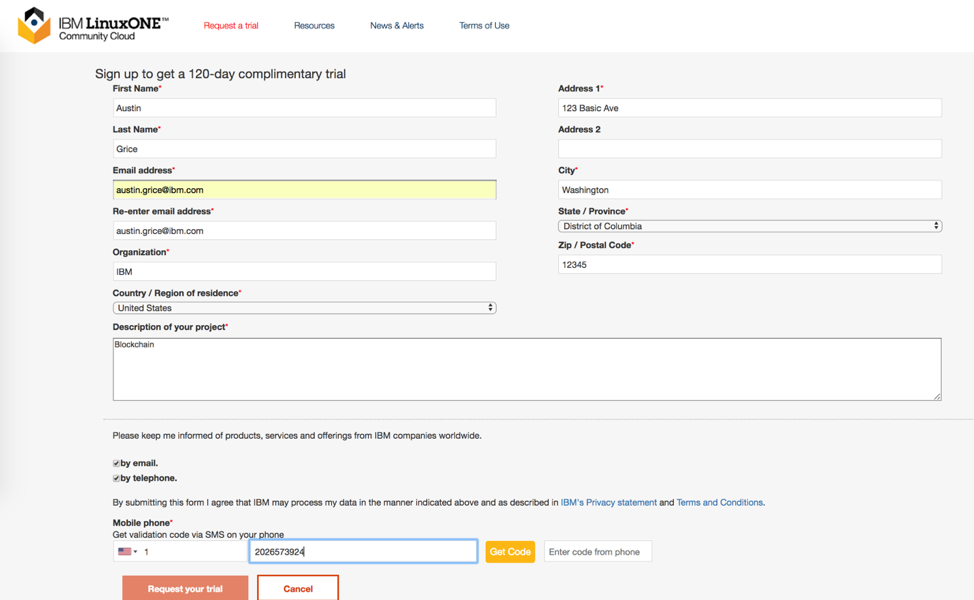 IBM LinuxONE™
Community Cloud
Request a trial
Resources
News & Alerts
Terms of Use
Sign up to get a 120-day complimentary trial
First Name*
Austin
Last Name*
Grice
Email address*
austin.grice@ibm.com
Re-enter email address*
austin.grice@ibm.com
Organization*
IBM
Country / Region of residence*
United States
Address 1*
123 Basic Ave
Address 2
City*
Washington
State / Province*
District of Columbia
Zip / Postal Code*
12345
Description of your project*
Blockchain
Please keep me informed of products, services and offerings from IBM companies worldwide.
by email.
by telephone.
By submitting this form I agree that IBM may process my data in the manner indicated above and as described in IBM's Privacy statement and Terms and Conditions.
Mobile phone*
Get validation code via SMS on your phone
1
2026573924
Get Code
Enter code from phone
Request your trial
Cancel